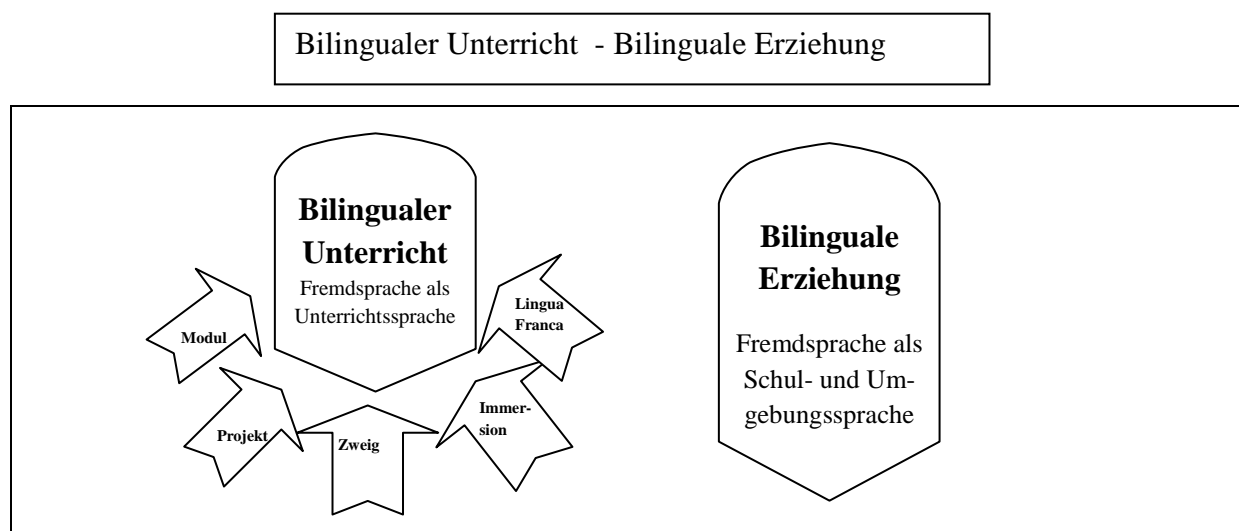 Bilingualer Unterricht - Bilinguale Erziehung
Bilingualer
Unterricht
Fremdsprache als
Unterrichtssprache
Modul
Projekt
Zweig
Immer-
sion
Lingua
Franca
Bilinguale
Erziehung
Fremdsprache als
Schul- und Um-
gebungssprache